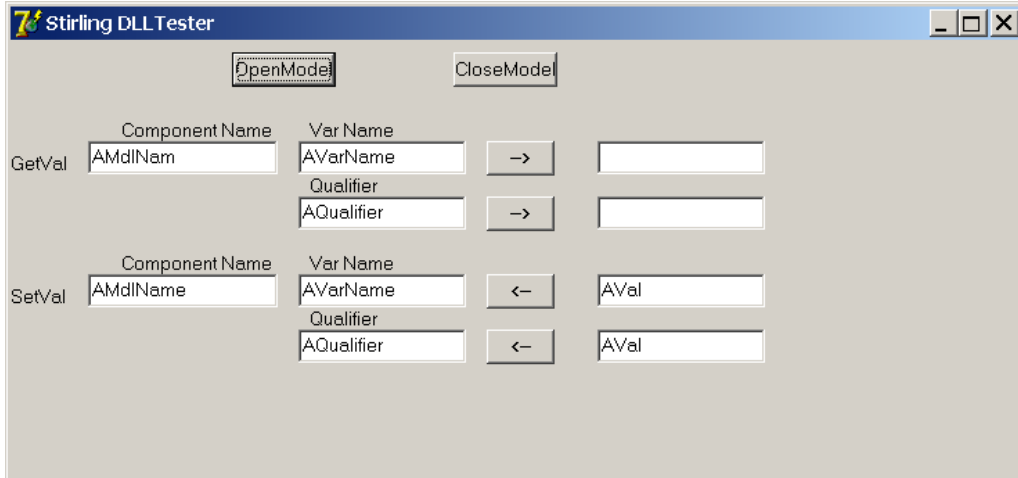 Stirling DLLTester
OpenModel CloseModel
Component Name Var Name
GetVal AMdlNam AVarName -->
Qualifier
AQualifier -->
Component Name Var Name
SetVal AMdlName AVarName <-- AVal
Qualifier
AQualifier <-- AVal